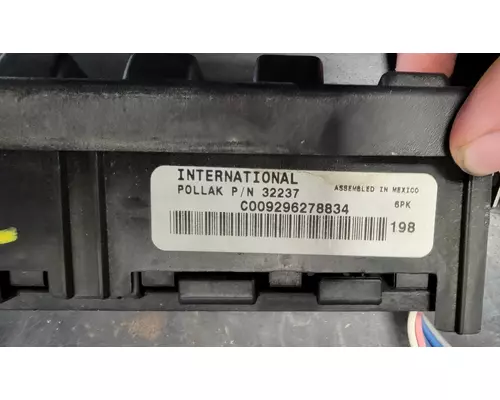 INTERNATIONAL
POLLAK P/N 32237
ASSEMBLED IN MEXICO
C009296278834
6PK
198